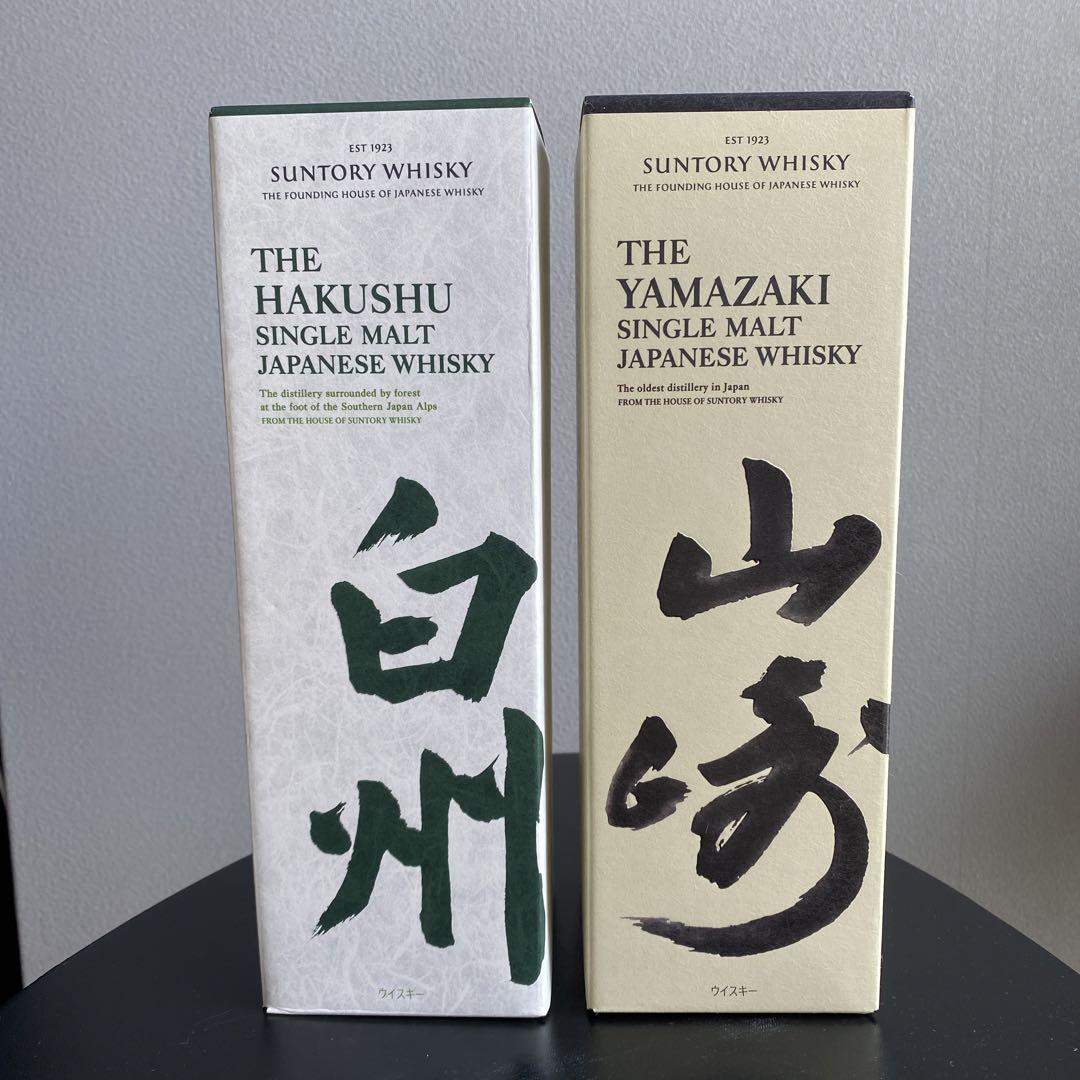 EST 1923
SUNTORY WHISKY
THE FOUNDING HOUSE OF JAPANESE WHISKY
THE
HAKUSHU
SINGLE MALT
JAPANESE WHISKY
The distillery surrounded by forest
at the foot of the Southern Japan Alps
FROM THE HOUSE OF SUNTORY WHISKY
白
州
ウイスキー
EST 1923
SUNTORY WHISKY
THE FOUNDING HOUSE OF JAPANESE WHISKY
THE
YAMAZAKI
SINGLE MALT
JAPANESE WHISKY
The oldest distillery in Japan
FROM THE HOUSE OF SUNTORY WHISKY
山
崎
ウイスキー